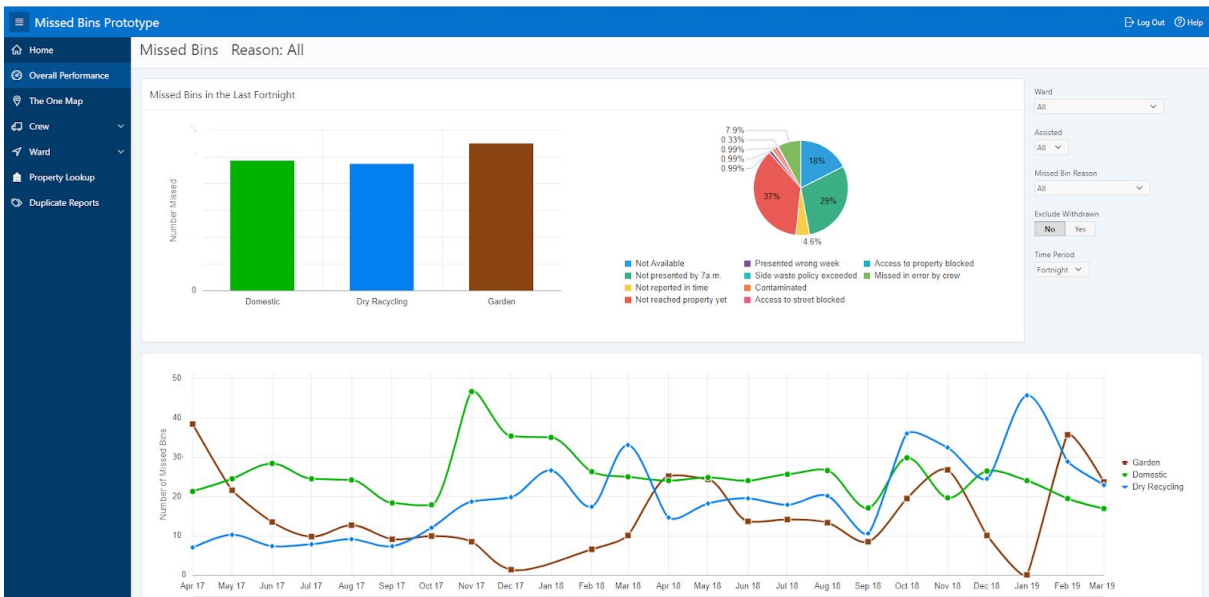 Missed Bins Prototype
Log Out Help
Home
Overall Performance
The One Map
Crew
Ward
Property Lookup
Duplicate Reports
Missed Bins Reason: All
Missed Bins in the Last Fortnight
Number Missed
0
Domestic Dry Recycling Garden
7.9%
0.33%
0.99%
0.99%
0.99%
18%
37%
29%
4.6%
Not Available Presented wrong week Access to property blocked
Not presented by 7a.m. Side waste policy exceeded Missed in error by crew
Not reported in time Contaminated
Not reached property yet Access to street blocked
Ward
All
Assisted
All
Missed Bin Reason
All
Exclude Withdrawn
No Yes
Time Period
Fortnight
Number of Missed Bins
50
40
30
20
10
0
Apr 17 May 17 Jun 17 Jul 17 Aug 17 Sep 17 Oct 17 Nov 17 Dec 17 Jan 18 Feb 18 Mar 18 Apr 18 May 18 Jun 18 Jul 18 Aug 18 Sep 18 Oct 18 Nov 18 Dec 18 Jan 19 Feb 19 Mar 19
Garden
Domestic
Dry Recycling